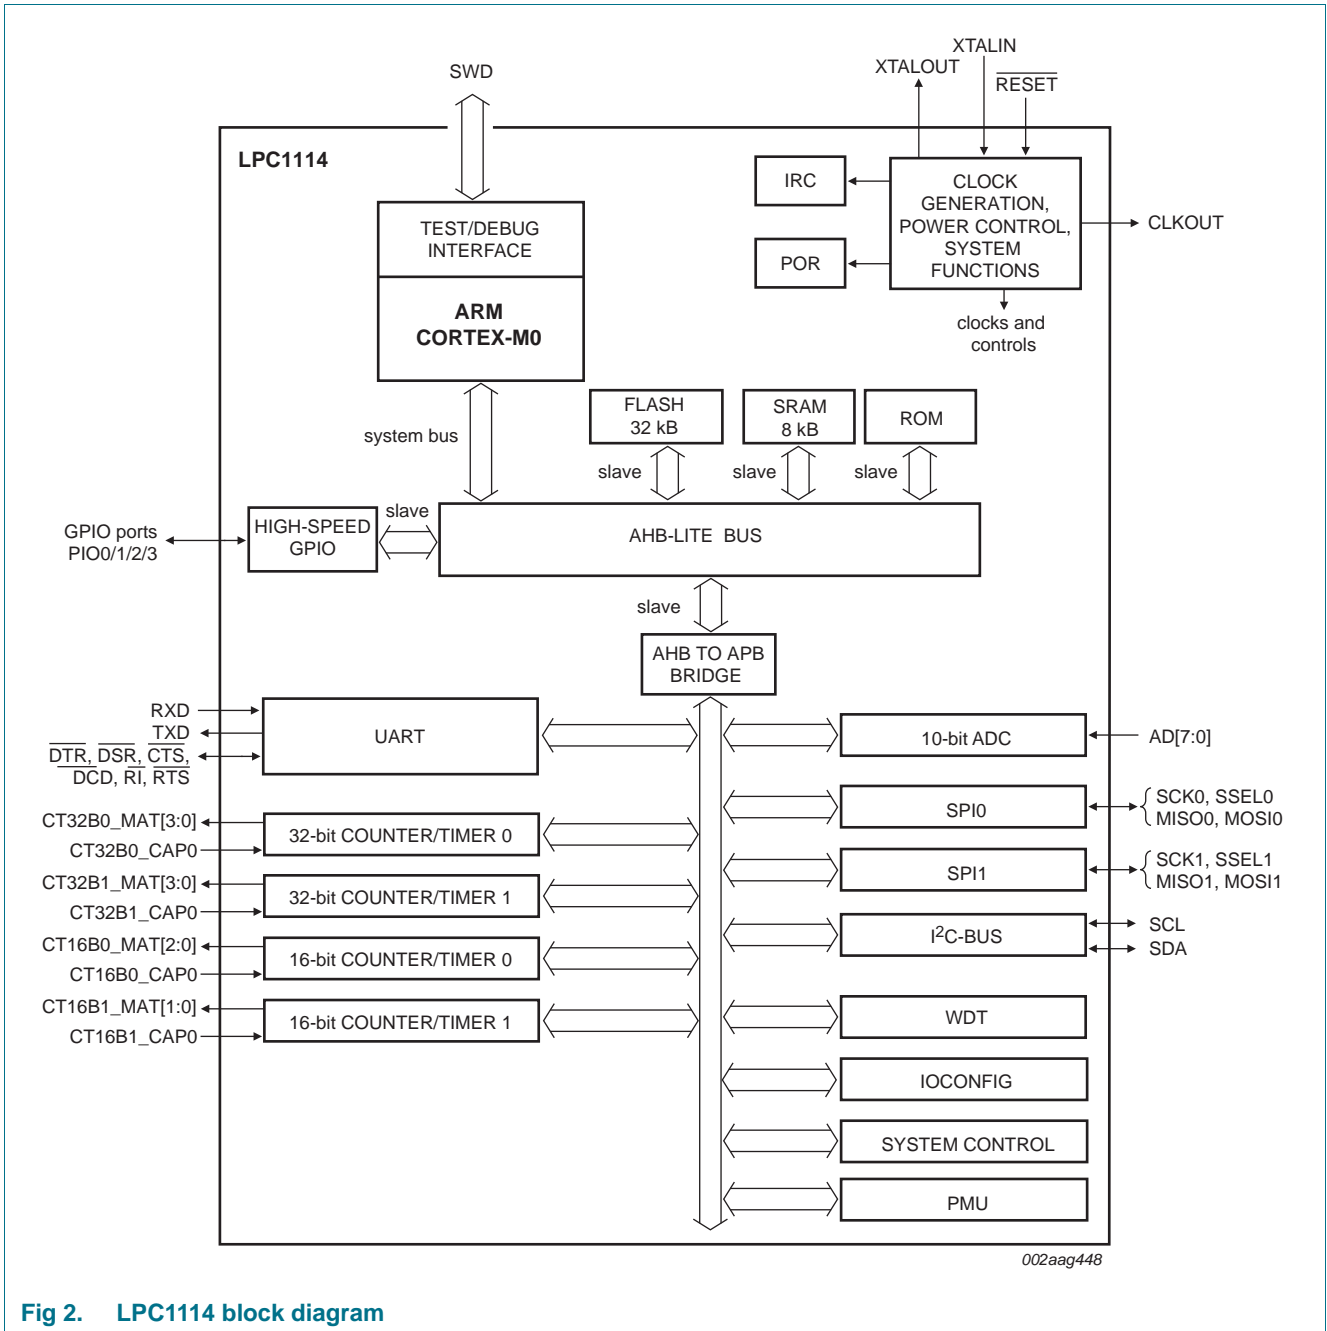 XTALIN
XTALOUT
RESET
SWD
LPC1114
TEST/DEBUG
INTERFACE
ARM
CORTEX-M0
IRC
POR
CLOCK
GENERATION,
POWER CONTROL,
SYSTEM
FUNCTIONS
CLKOUT
clocks and
controls
system bus
FLASH
32 kB
SRAM
8 kB
ROM
slave
slave
slave
GPIO ports
PIO0/1/2/3
HIGH-SPEED
GPIO
slave
AHB-LITE BUS
slave
AHB TO APB
BRIDGE
RXD
TXD
DTR, DSR, CTS,
DCD, RI, RTS
UART
CT32B0_MAT[3:0]
CT32B0_CAP0
32-bit COUNTER/TIMER 0
CT32B1_MAT[3:0]
CT32B1_CAP0
32-bit COUNTER/TIMER 1
CT16B0_MAT[2:0]
CT16B0_CAP0
16-bit COUNTER/TIMER 0
CT16B1_MAT[1:0]
CT16B1_CAP0
16-bit COUNTER/TIMER 1
10-bit ADC
AD[7:0]
SPI0
SCK0, SSEL0
MISO0, MOSI0
SPI1
SCK1, SSEL1
MISO1, MOSI1
I²C-BUS
SCL
SDA
WDT
IOCONFIG
SYSTEM CONTROL
PMU
002aag448
Fig 2. LPC1114 block diagram